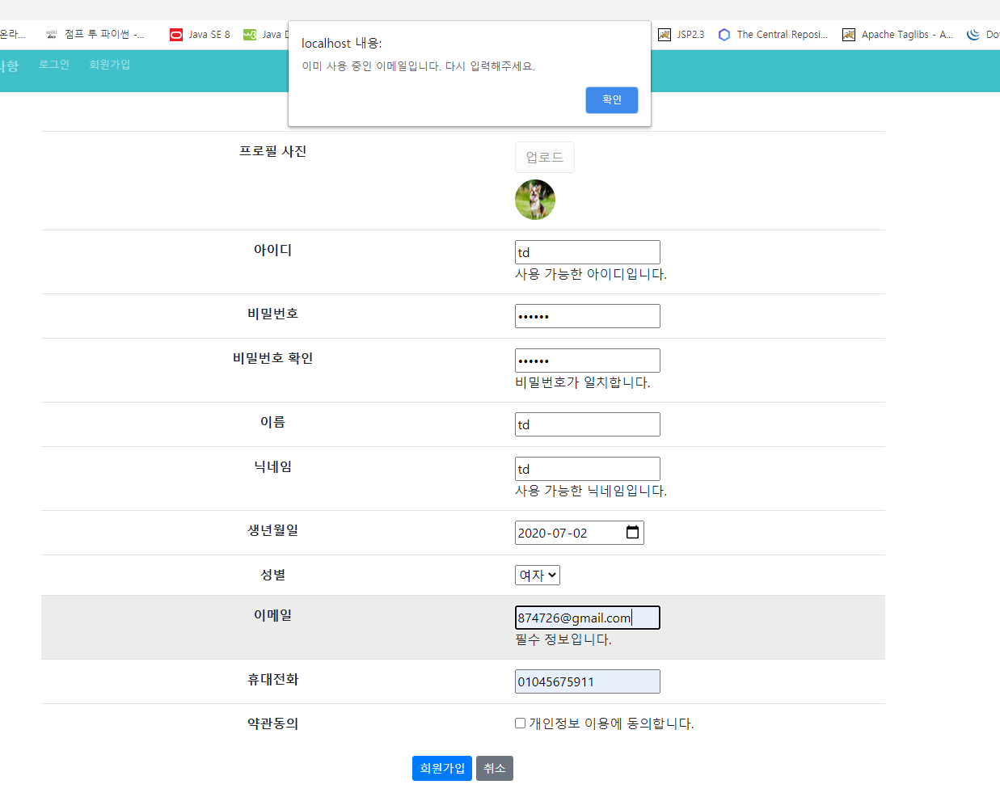 온라...
wiki docs
점프 투 파이썬 -...
Java SE 8
w3
Java
JSP2.3
The Central Reposi...
Apache Taglibs - A...
사항
로그인
회원가입
localhost 내용:
이미 사용 중인 이메일입니다. 다시 입력해주세요.
확인
프로필 사진
업로드
아이디
td
사용 가능한 아이디입니다.
비밀번호
••••••
비밀번호 확인
••••••
비밀번호가 일치합니다.
이름
td
닉네임
td
사용 가능한 닉네임입니다.
생년월일
2020-07-02
성별
여자
이메일
874726@gmail.com
필수 정보입니다.
휴대전화
01045675911
약관동의
개인정보 이용에 동의합니다.
회원가입
취소